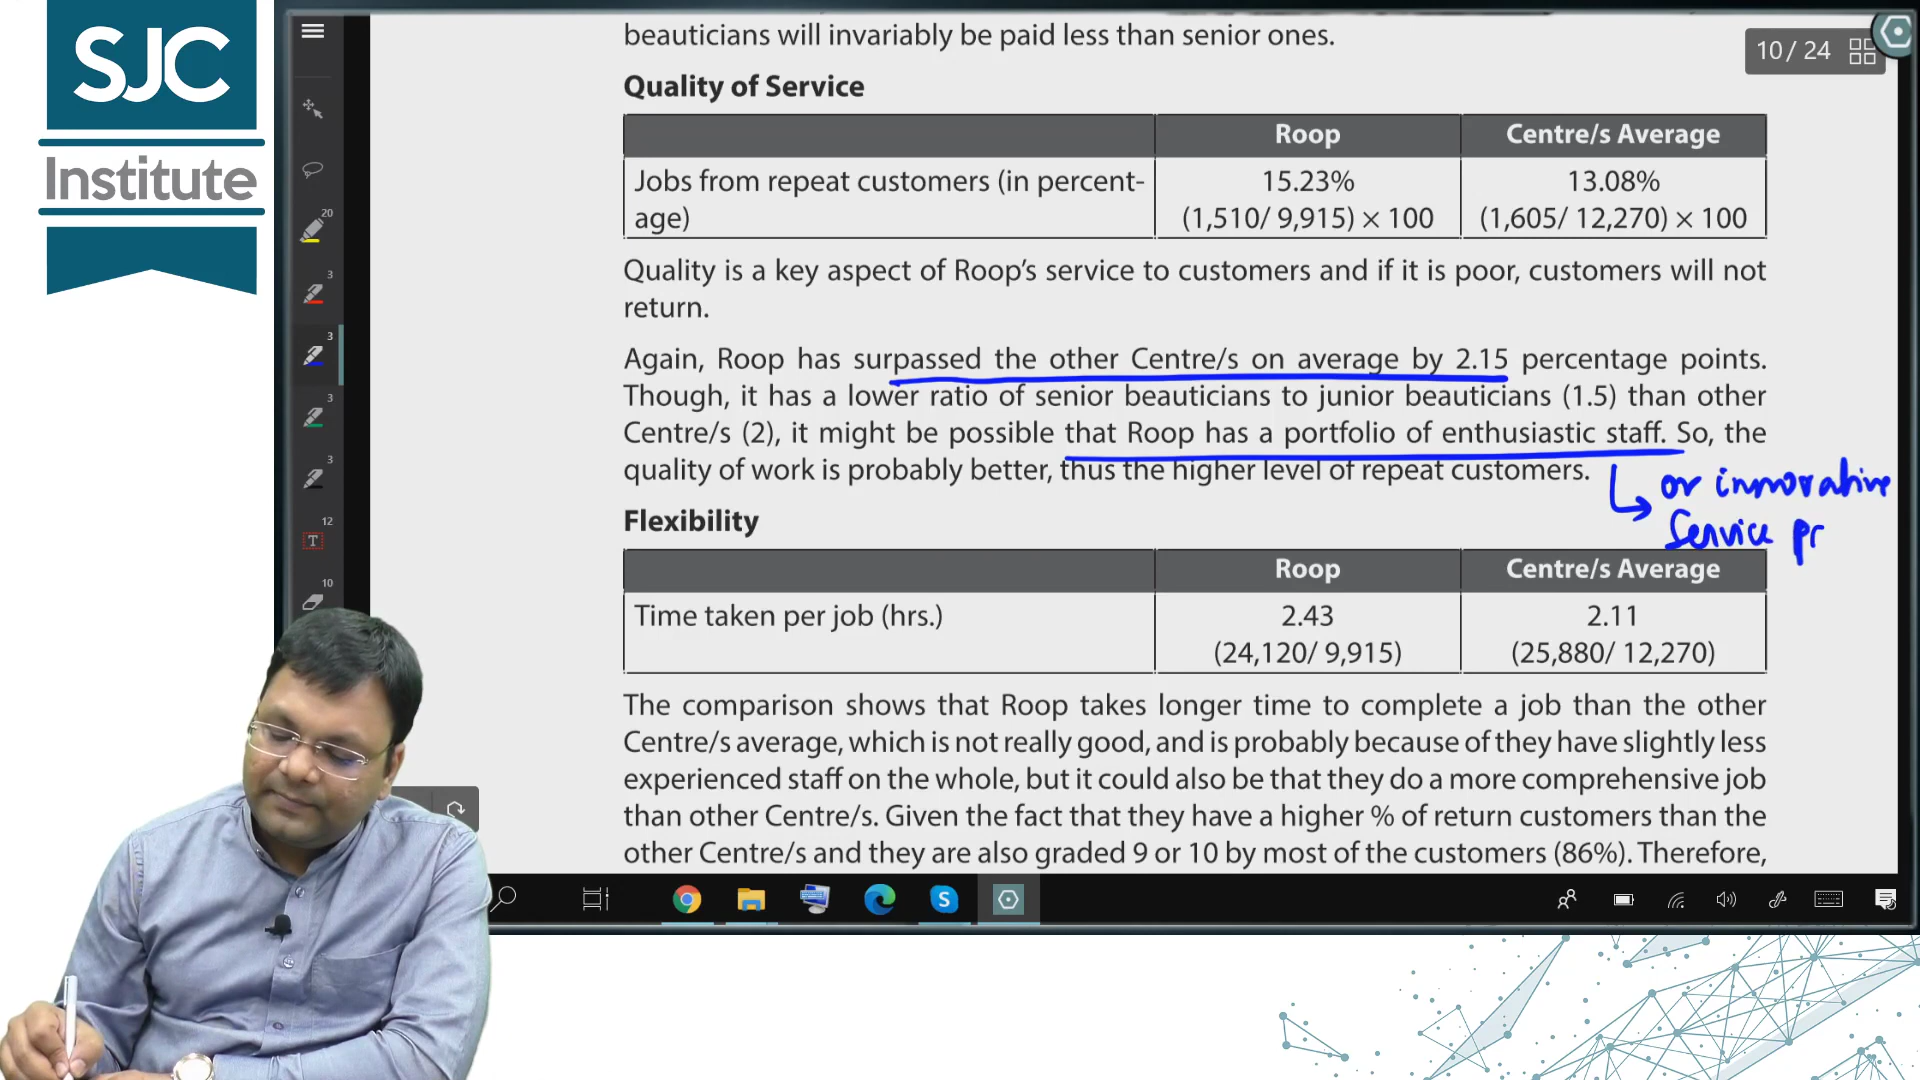 SJC
Institute
beauticians will invariably be paid less than senior ones.
10 / 24
Quality of Service
Roop Centre/s Average
Jobs from repeat customers (in percent- 15.23% 13.08%
age) (1,510/ 9,915) × 100 (1,605/ 12,270) × 100
Quality is a key aspect of Roop's service to customers and if it is poor, customers will not
return.
Again, Roop has surpassed the other Centre/s on average by 2.15 percentage points.
Though, it has a lower ratio of senior beauticians to junior beauticians (1.5) than other
Centre/s (2), it might be possible that Roop has a portfolio of enthusiastic staff. So, the
quality of work is probably better, thus the higher level of repeat customers.
or innovative
Service pr
Flexibility
Roop Centre/s Average
Time taken per job (hrs.) 2.43 2.11
(24,120/ 9,915) (25,880/ 12,270)
The comparison shows that Roop takes longer time to complete a job than the other
Centre/s average, which is not really good, and is probably because of they have slightly less
experienced staff on the whole, but it could also be that they do a more comprehensive job
than other Centre/s. Given the fact that they have a higher % of return customers than the
other Centre/s and they are also graded 9 or 10 by most of the customers (86%). Therefore,
20
3
3
3
3
12
T
10
S